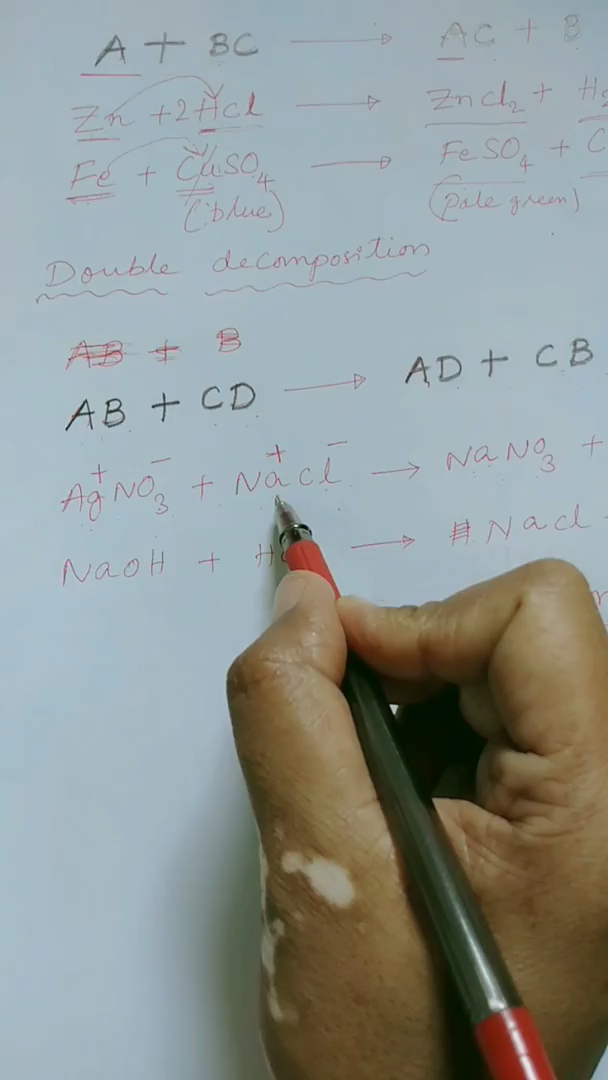 A + BC → AC + B
Zn + 2HCl → ZnCl₂ + H₂
Fe + CuSO₄ → FeSO₄ + C
(blue) (pale green)
Double decomposition
AB + B
AB + CD → AD + CB
Ag⁺NO₃⁻ + Na⁺Cl⁻ → NaNO₃ +
NaOH + H → NaCl